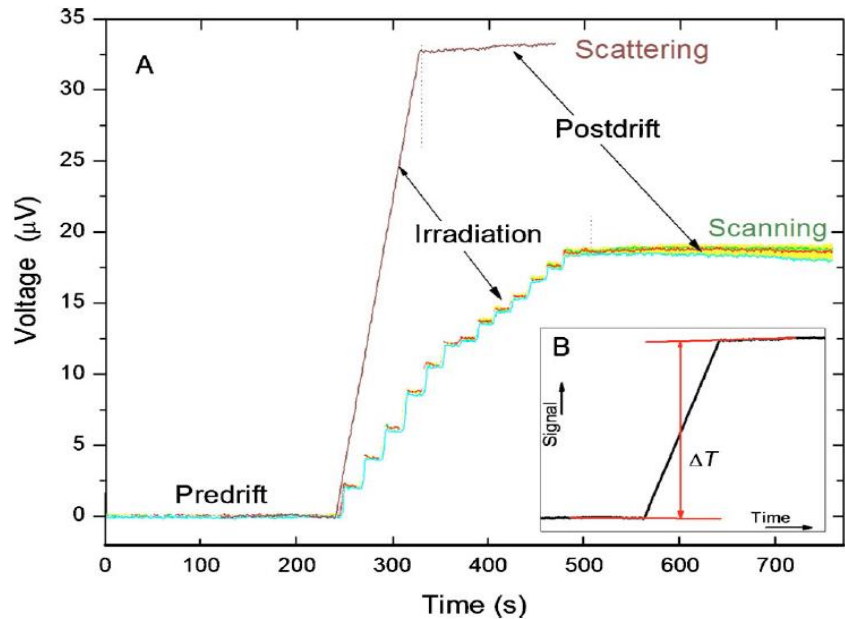 35
30
25
20
15
10
5
0
Voltage (μV)
A
Scattering
Postdrift
Irradiation
Scanning
Predrift
0 100 200 300 400 500 600 700
Time (s)
B
Signal
ΔT
Time